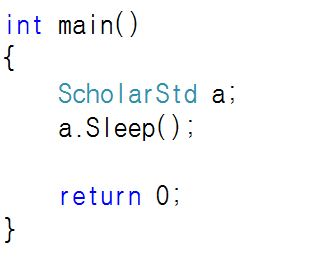 int main()
{
    ScholarStd a;
    a.Sleep();

    return 0;
}